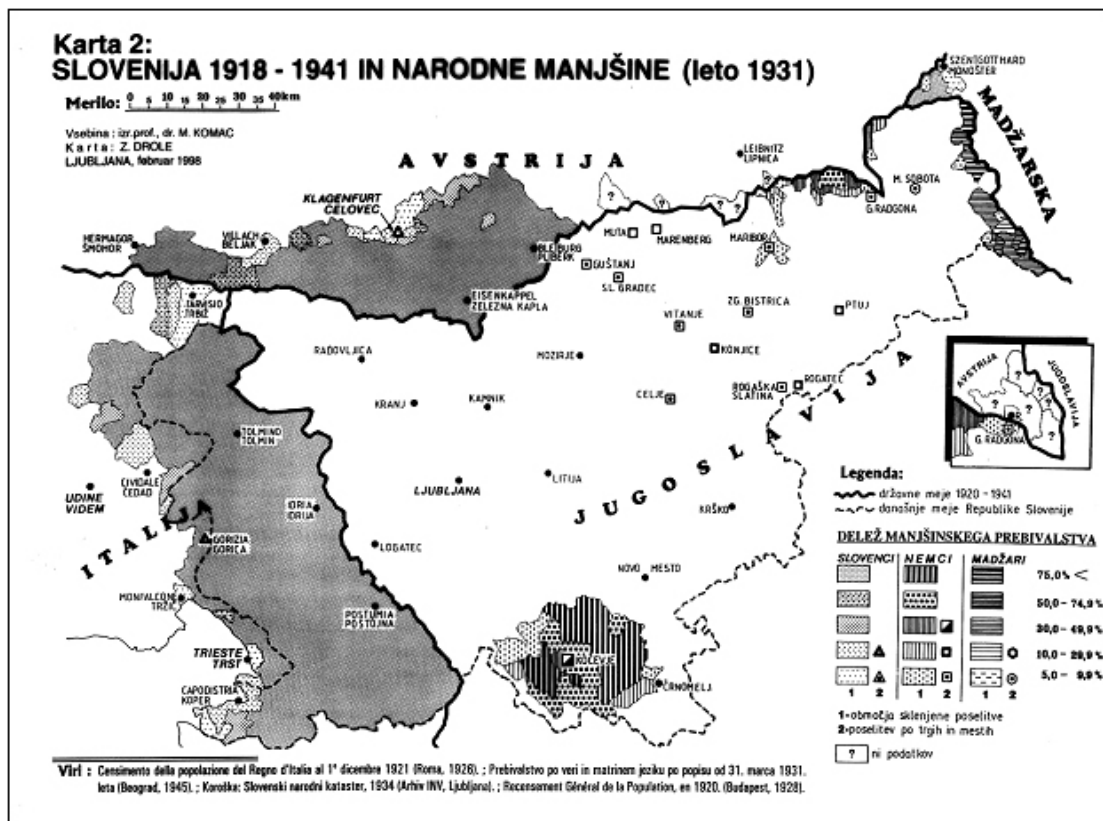 Karta 2:
SLOVENIJA 1918 - 1941 IN NARODNE MANJŠINE (leto 1931)
Merilo: 0 5 10 15 20 30 40km
Vsebina : izr.prof., dr. M. KOMAC
Karta : Z. DROLE
LJUBLJANA, februar 1998
AVSTRIJA
MADŽARSKA
ITALIJA
JUGOSLAVIJA
SZENTGOTTHARD
MONOŠTER
LEIBNITZ
LIPNICA
M. SOBOTA
G.RADGONA
KLAGENFURT
CELOVEC
HERMAGOR
ŠMOHOR
VILLACH
BELJAK
BLEIBURG
PLIBERK
MUTA
MARENBERG
MARIBOR
GUŠTANJ
SL. GRADEC
EISENKAPPEL
ŽELEZNA KAPLA
TARVISIO
TRBIŽ
VITANJE
ZG. BISTRICA
PTUJ
RADOVLJICA
MOZIRJE
KONJICE
KRANJ
KAMNIK
CELJE
ROGAŠKA
SLATINA
ROGATEC
TOLMINO
TOLMIN
CIVIDALE
ČEDAD
UDINE
VIDEM
LJUBLJANA
LITIJA
IDRIA
IDRIJA
KRŠKO
GORIZIA
GORICA
LOGATEC
NOVO MESTO
MONFALCONE
TRŽIČ
POSTUMIA
POSTOJNA
TRIESTE
TRST
KOČEVJE
ČRNOMELJ
CAPODISTRIA
KOPER
AVSTRIJA
JUGOSLAVIJA
G. RADGONA
Legenda:
državne meje 1920 - 1941
današnje meje Republike Slovenije
DELEŽ MANJŠINSKEGA PREBIVALSTVA
SLOVENCI NEMCI MADŽARI
75,0% <
50,0 - 74,9%
30,0 - 49,9%
10,0 - 29,9%
5,0 - 9,9%
1 2 1 2 1 2
1-območja sklenjene poselitve
2-poselitev po trgih in mestih
? ni podatkov
Viri : Censimento della popolazione del Regno d'Italia al 1° dicembre 1921 (Roma, 1926). ; Prebivalstvo po veri in matrinem jeziku po popisu od 31. marca 1931.
leta (Beograd, 1945). ; Koroška: Slovenski narodni kataster, 1934 (Arhiv INV, Ljubljana). ; Recensement Général de la Population, en 1920. (Budapest, 1928).